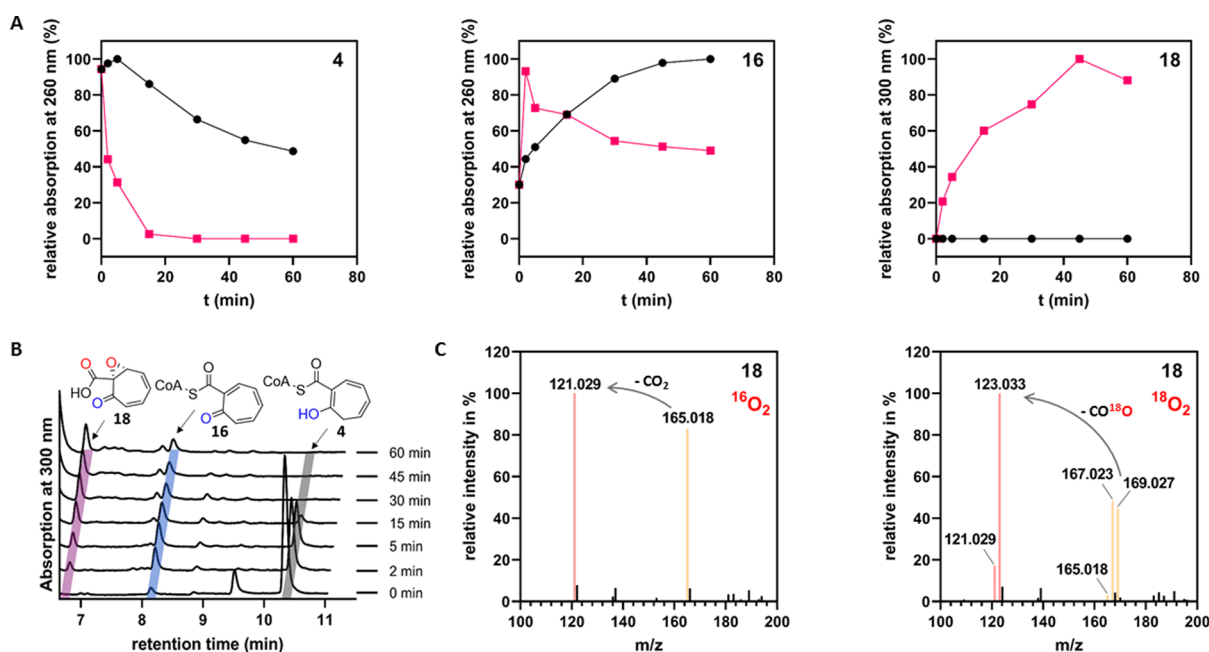 A
relative absorption at 260 nm (%)
100
80
60
40
20
0
0 20 40 60 80
t (min)
4
relative absorption at 260 nm (%)
100
80
60
40
20
0
0 20 40 60 80
t (min)
16
relative absorption at 300 nm (%)
100
80
60
40
20
0
0 20 40 60 80
t (min)
18
B
Absorption at 300 nm
O
O
HO
O
18
O
CoA
S
O
16
O
CoA
S
HO
4
60 min
45 min
30 min
15 min
5 min
2 min
0 min
7 8 9 10 11
retention time (min)
C
relative intensity in %
120
100
80
60
40
20
0
100 120 140 160 180 200
m/z
18
16O2
121.029
- CO2
165.018
relative intensity in %
120
100
80
60
40
20
0
100 120 140 160 180 200
m/z
18
18O2
123.033
- CO18O
167.023
169.027
121.029
165.018